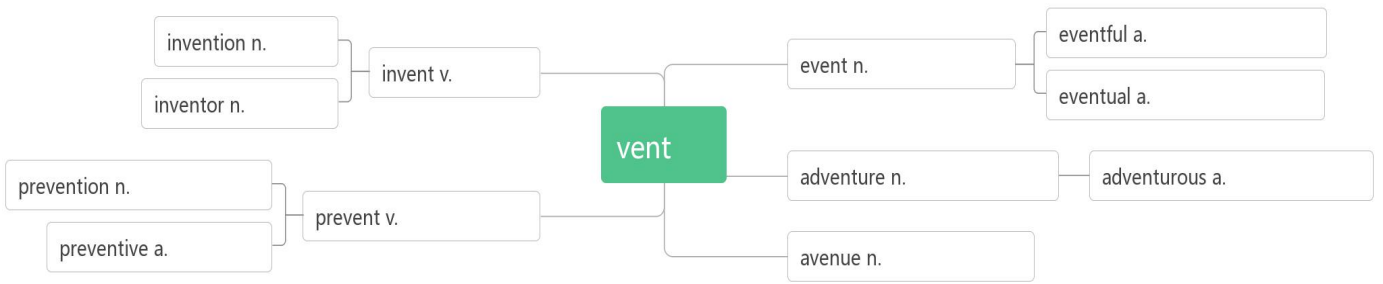 vent
invent v.
invention n.
inventor n.
prevent v.
prevention n.
preventive a.
event n.
eventful a.
eventual a.
adventure n.
adventurous a.
avenue n.